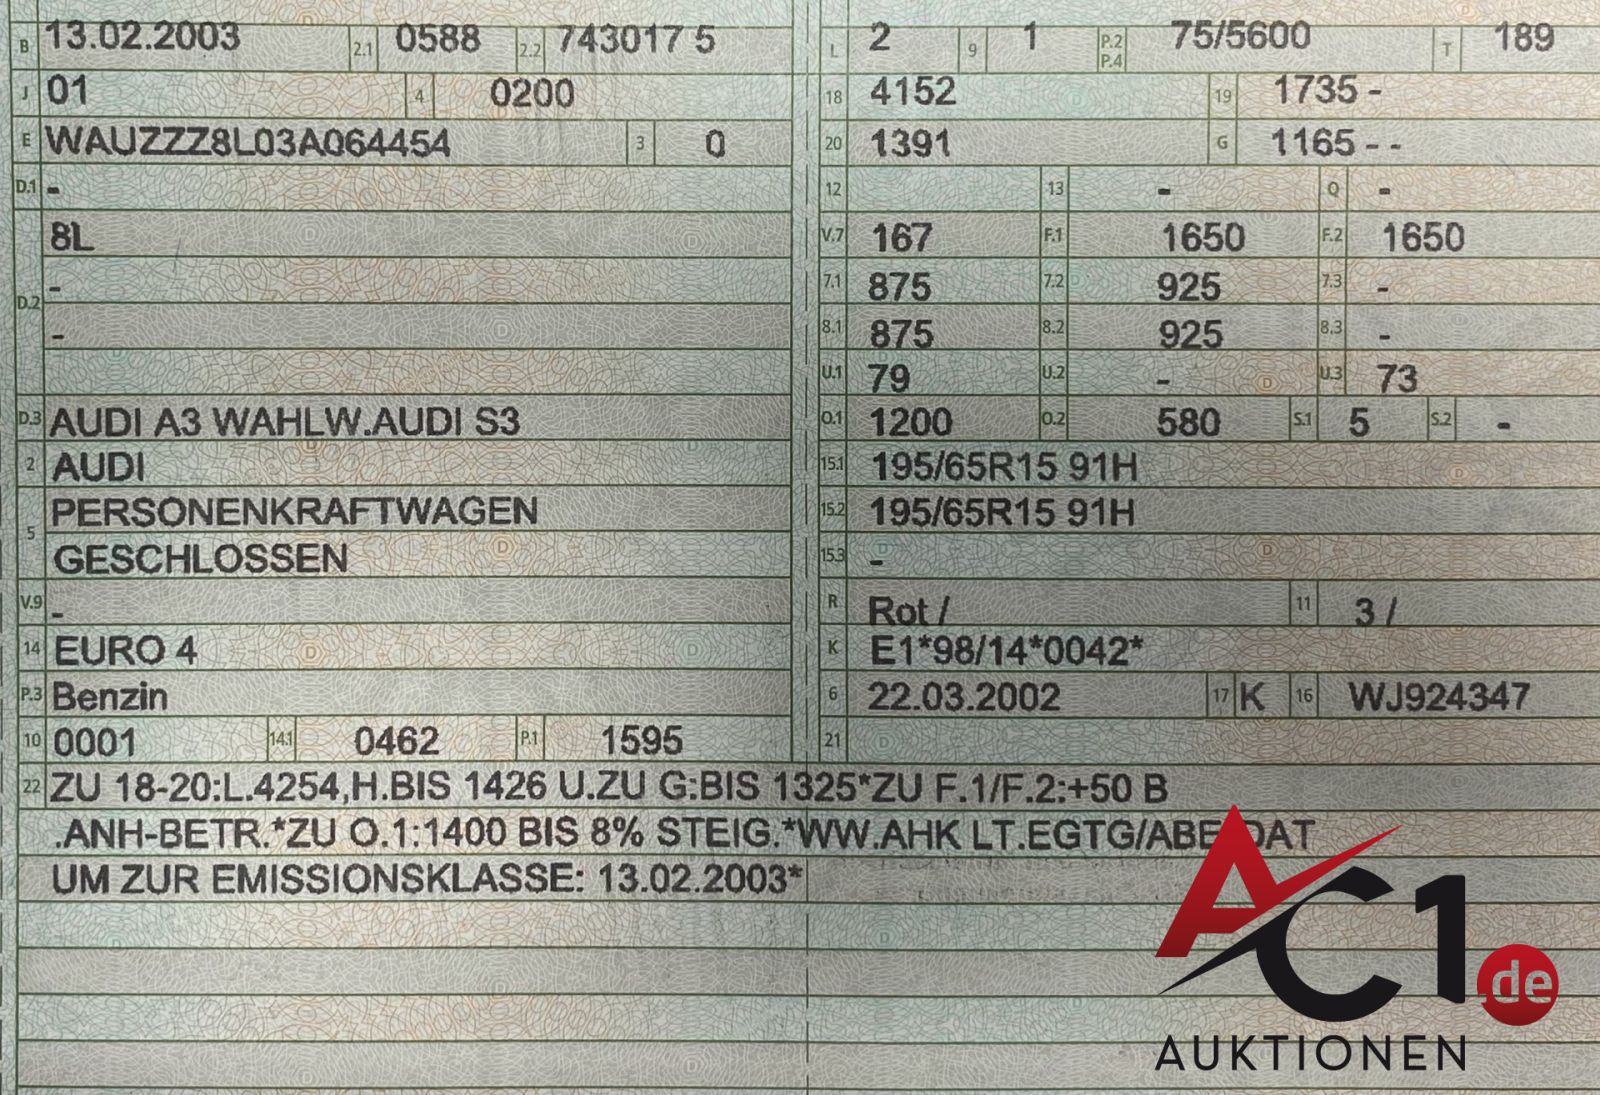 B 13.02.2003 2.1 0588 2.2 743017 5 L 2 9 1 P.2 P.4 75/5600 T 189
J 01 4 0200 18 4152 19 1735 -
E WAUZZZ8L03A064454 3 0 20 1391 G 1165 - -
D.1 - 12 13 - Q -
8L V.7 167 F.1 1650 F.2 1650
D.2 - 7.1 875 7.2 925 7.3 -
- 8.1 875 8.2 925 8.3 -
U.1 79 U.2 - U.3 73
D.3 AUDI A3 WAHLW.AUDI S3 O.1 1200 O.2 580 S.1 5 S.2 -
2 AUDI 15.1 195/65R15 91H
5 PERSONENKRAFTWAGEN 15.2 195/65R15 91H
GESCHLOSSEN 15.3 -
V.9 - R Rot / 11 3 /
14 EURO 4 K E1*98/14*0042*
P.3 Benzin 6 22.03.2002 17 K 16 WJ924347
10 0001 14.1 0462 P.1 1595 21
22 ZU 18-20:L.4254,H.BIS 1426 U.ZU G:BIS 1325*ZU F.1/F.2:+50 B
.ANH-BETR.*ZU O.1:1400 BIS 8% STEIG.*WW.AHK LT.EGTG/ABE*DAT
UM ZUR EMISSIONSKLASSE: 13.02.2003*
AC1.de
AUKTIONEN